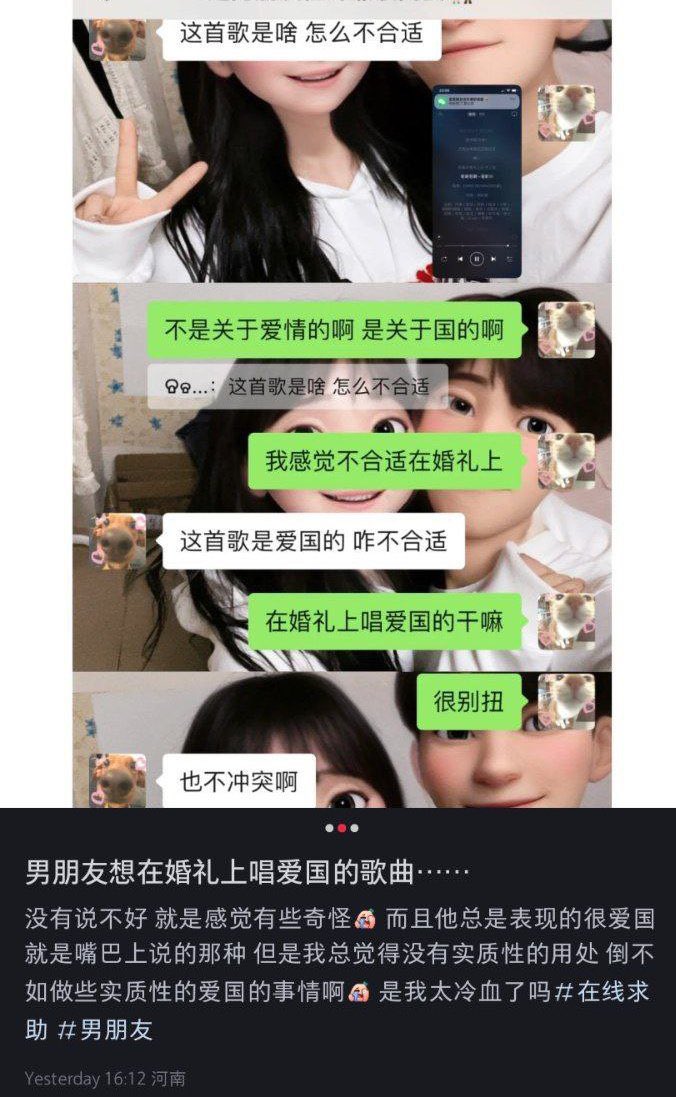 这首歌是啥 怎么不合适
不是关于爱情的啊 是关于国的啊
这首歌是啥 怎么不合适
我感觉不合适在婚礼上
这首歌是爱国的 咋不合适
在婚礼上唱爱国的干嘛
很别扭
也不冲突啊
男朋友想在婚礼上唱爱国的歌曲……
没有说不好 就是感觉有些奇怪 而且他总是表现的很爱国
就是嘴巴上说的那种 但是我总觉得没有实质性的用处 倒不
如做些实质性的爱国的事情啊 是我太冷血了吗#在线求
助 #男朋友
Yesterday 16:12 河南